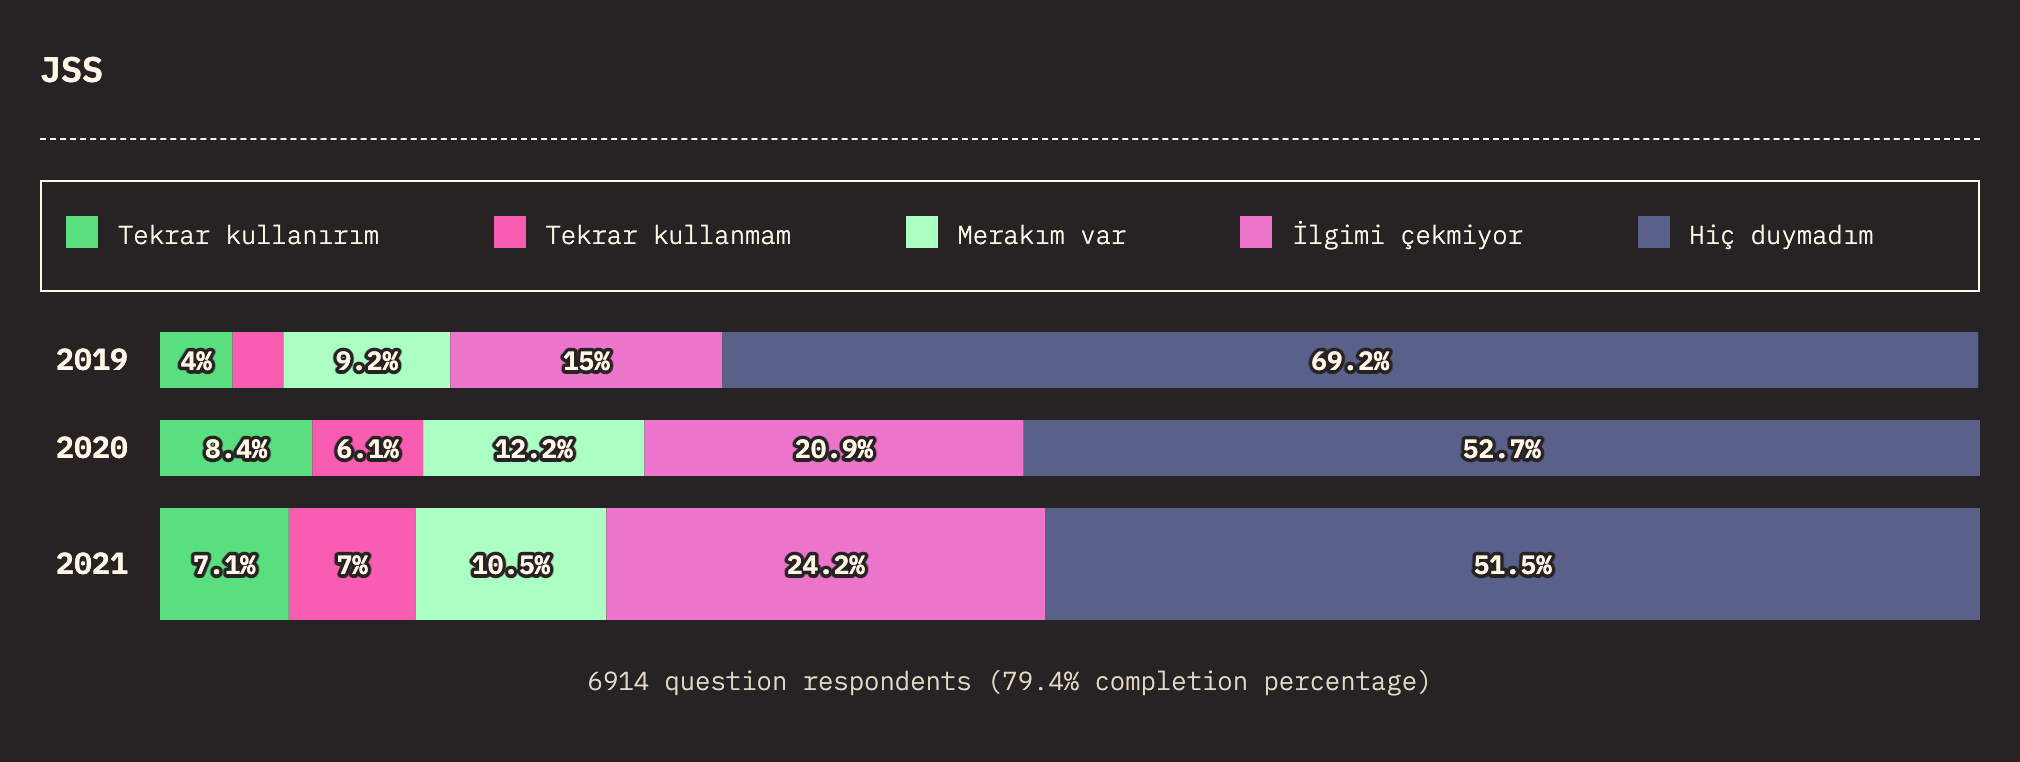 JSS
Tekrar kullanırım Tekrar kullanmam Merakım var İlgimi çekmiyor Hiç duymadım
2019 4% 9.2% 15% 69.2%
2020 8.4% 6.1% 12.2% 20.9% 52.7%
2021 7.1% 7% 10.5% 24.2% 51.5%
6914 question respondents (79.4% completion percentage)